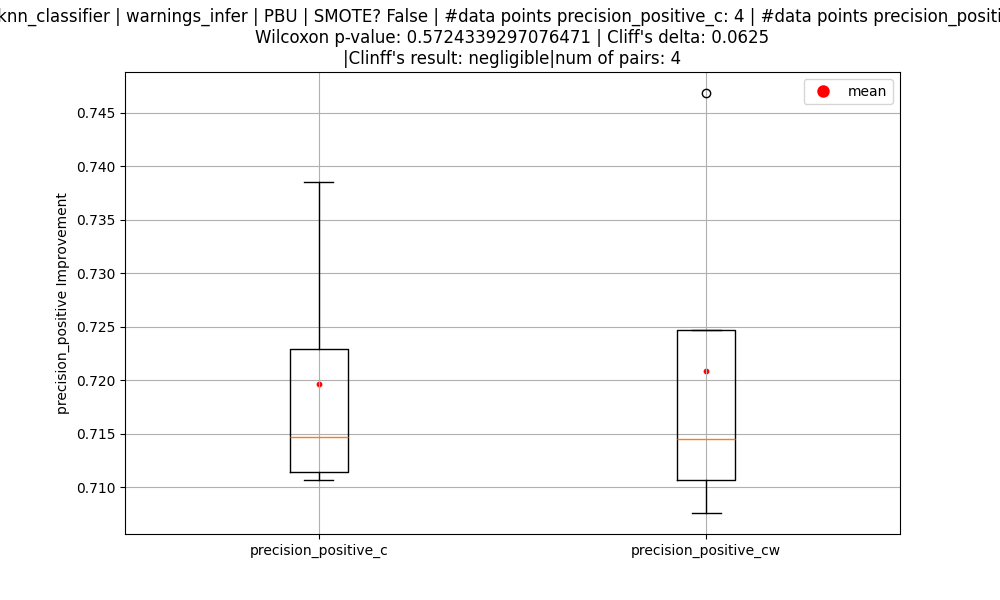 knn_classifier | warnings_infer | PBU | SMOTE? False | #data points precision_positive_c: 4 | #data points
Wilcoxon p-value: 0.5724339297076471 | Cliff's delta: 0.0625
|Clinff's result: negligible|num of pairs: 4
mean
0.745
0.740
0.735
0.730
0.725
0.720
0.715
0.710
precision_positive Improvement
precision_positive_c
precision_positive_cw